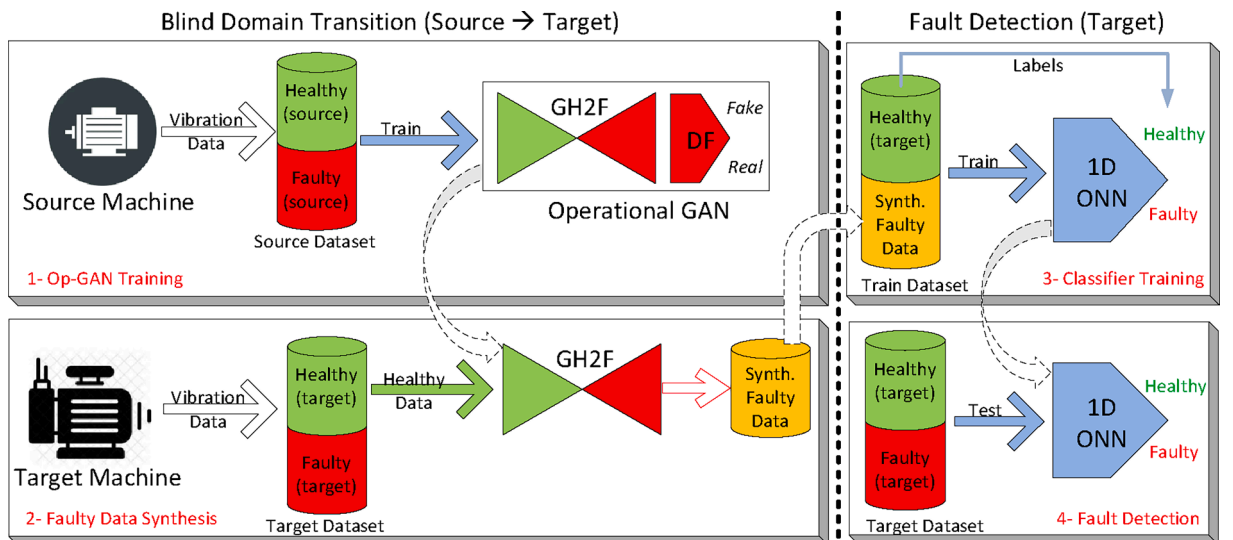 Blind Domain Transition (Source → Target)
Healthy
(source)
Faulty
(source)
Vibration
Data
Source Machine
Source Dataset
Train
GH2F
DF
Fake
Real
Operational GAN
1- Op-GAN Training
Vibration
Data
Target Machine
Healthy
(target)
Faulty
(target)
Target Dataset
Healthy
Data
GH2F
Synth.
Faulty
Data
2- Faulty Data Synthesis
Fault Detection (Target)
Labels
Healthy
(target)
Synth.
Faulty
Data
Train Dataset
Train
1D
ONN
Healthy
Faulty
3- Classifier Training
Healthy
(target)
Faulty
(target)
Target Dataset
Test
1D
ONN
Healthy
Faulty
4- Fault Detection